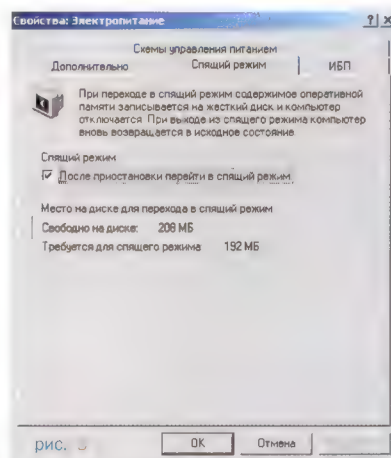 Свойства: Электропитание
Схемы управления питанием
Дополнительно Спящий режим ИБП
При переходе в спящий режим содержимое оперативной
памяти записывается на жесткий диск и компьютер
отключается. При выходе из спящего режима компьютер
вновь возвращается в исходное состояние
Спящий режим
После приостановки перейти в спящий режим
Место на диске для перехода в спящий режим
Свободно на диске: 206 МБ
Требуется для спящего режима: 192 МБ
ОК Отмена
рис.